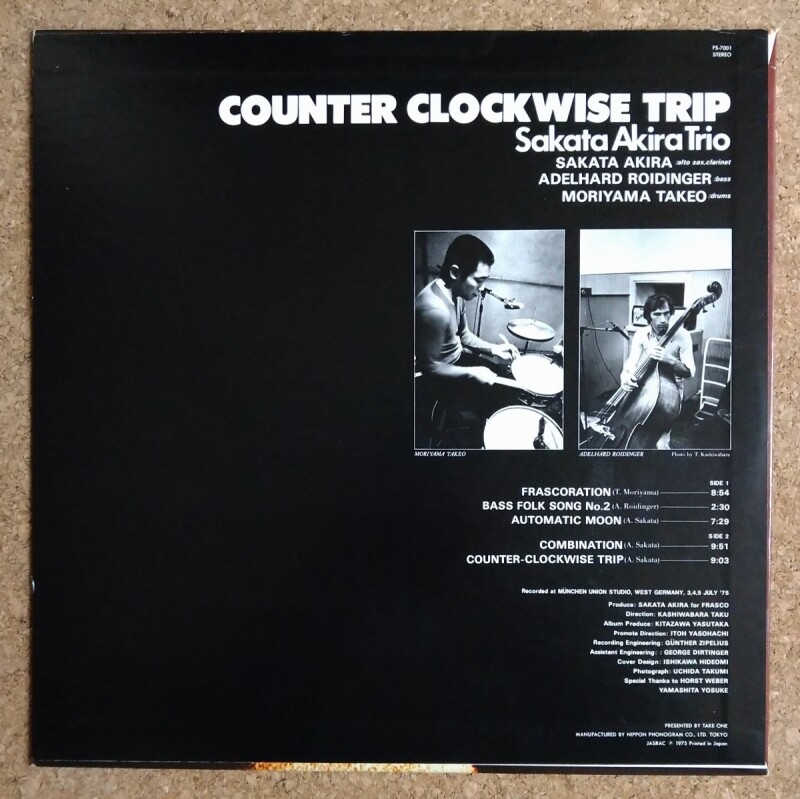 FS-7001
STEREO
COUNTER CLOCKWISE TRIP
Sakata Akira Trio
SAKATA AKIRA :alto sax,clarinet
ADELHARD ROIDINGER :bass
MORIYAMA TAKEO :drums
MORIYAMA TAKEO
ADELHARD ROIDINGER Photo by T. Kashiwabara
SIDE 1
FRASCORATION (T. Moriyama) 8:54
BASS FOLK SONG No.2 (A. Roidinger) 2:30
AUTOMATIC MOON (A. Sakata) 7:29
SIDE 2
COMBINATION (A. Sakata) 9:51
COUNTER-CLOCKWISE TRIP (A. Sakata) 9:03
Recorded at MÜNCHEN UNION STUDIO, WEST GERMANY, 3,4,5 JULY '75
Produce: SAKATA AKIRA for FRASCO
Direction: KASHIWABARA TAKU
Album Produce: KITAZAWA YASUTAKA
Promote Direction: ITOH YASOHACHI
Recording Engineering: GÜNTHER ZIPELIUS
Assistant Engineering: : GEORGE DIRTINGER
Cover Design: ISHIKAWA HIDEOMI
Photograph: UCHIDA TAKUMI
Special Thanks to HORST WEBER
YAMASHITA YOSUKE
PRESENTED BY TAKE ONE
MANUFACTURED BY NIPPON PHONOGRAM CO., LTD. TOKYO
JASRAC Ⓟ 1975 Printed in Japan